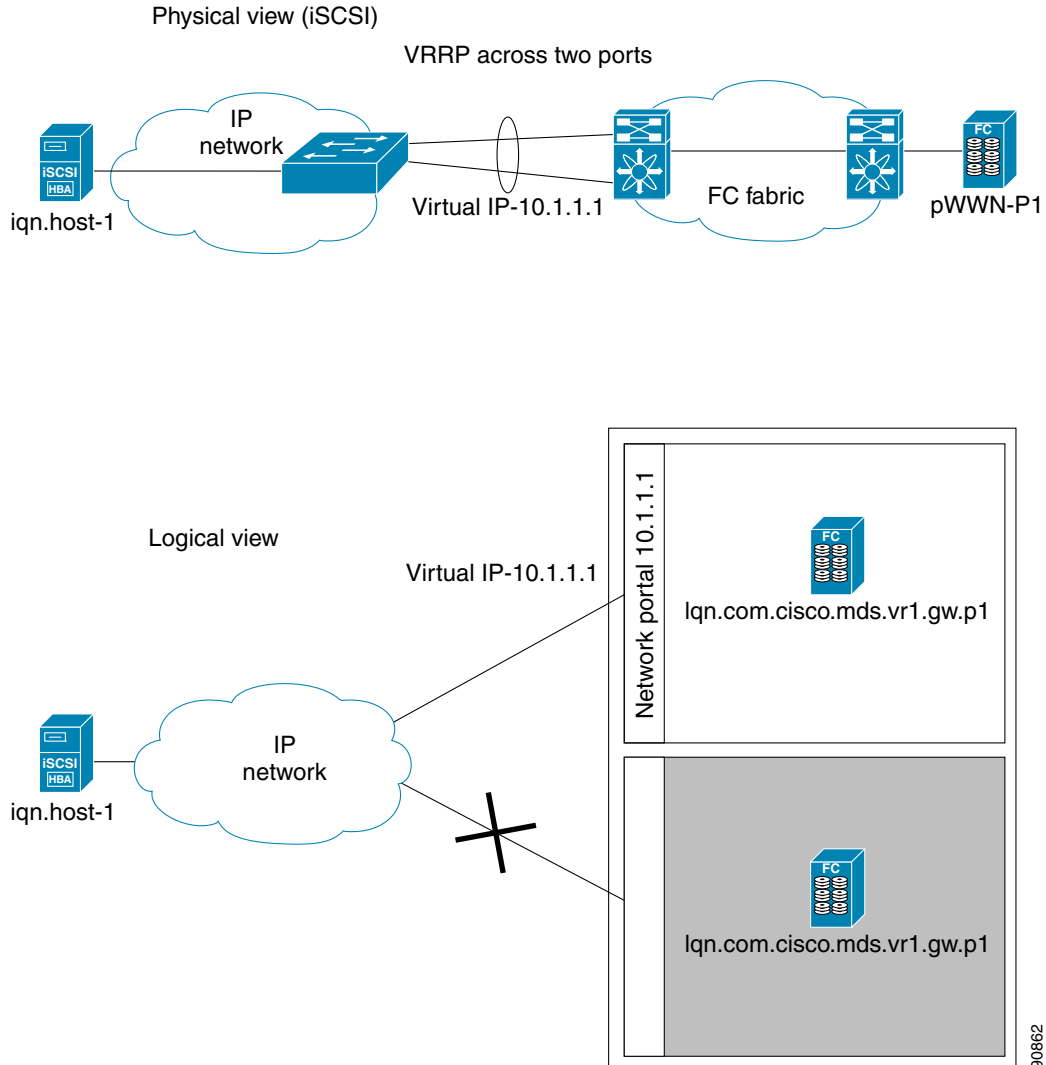 Physical view (iSCSI)
VRRP across two ports
IP
network
iSCSI
HBA
iqn.host-1
Virtual IP-10.1.1.1
FC fabric
FC
pWWN-P1
Logical view
Virtual IP-10.1.1.1
Network portal 10.1.1.1
FC
lqn.com.cisco.mds.vr1.gw.p1
iSCSI
HBA
iqn.host-1
IP
network
FC
lqn.com.cisco.mds.vr1.gw.p1
90862